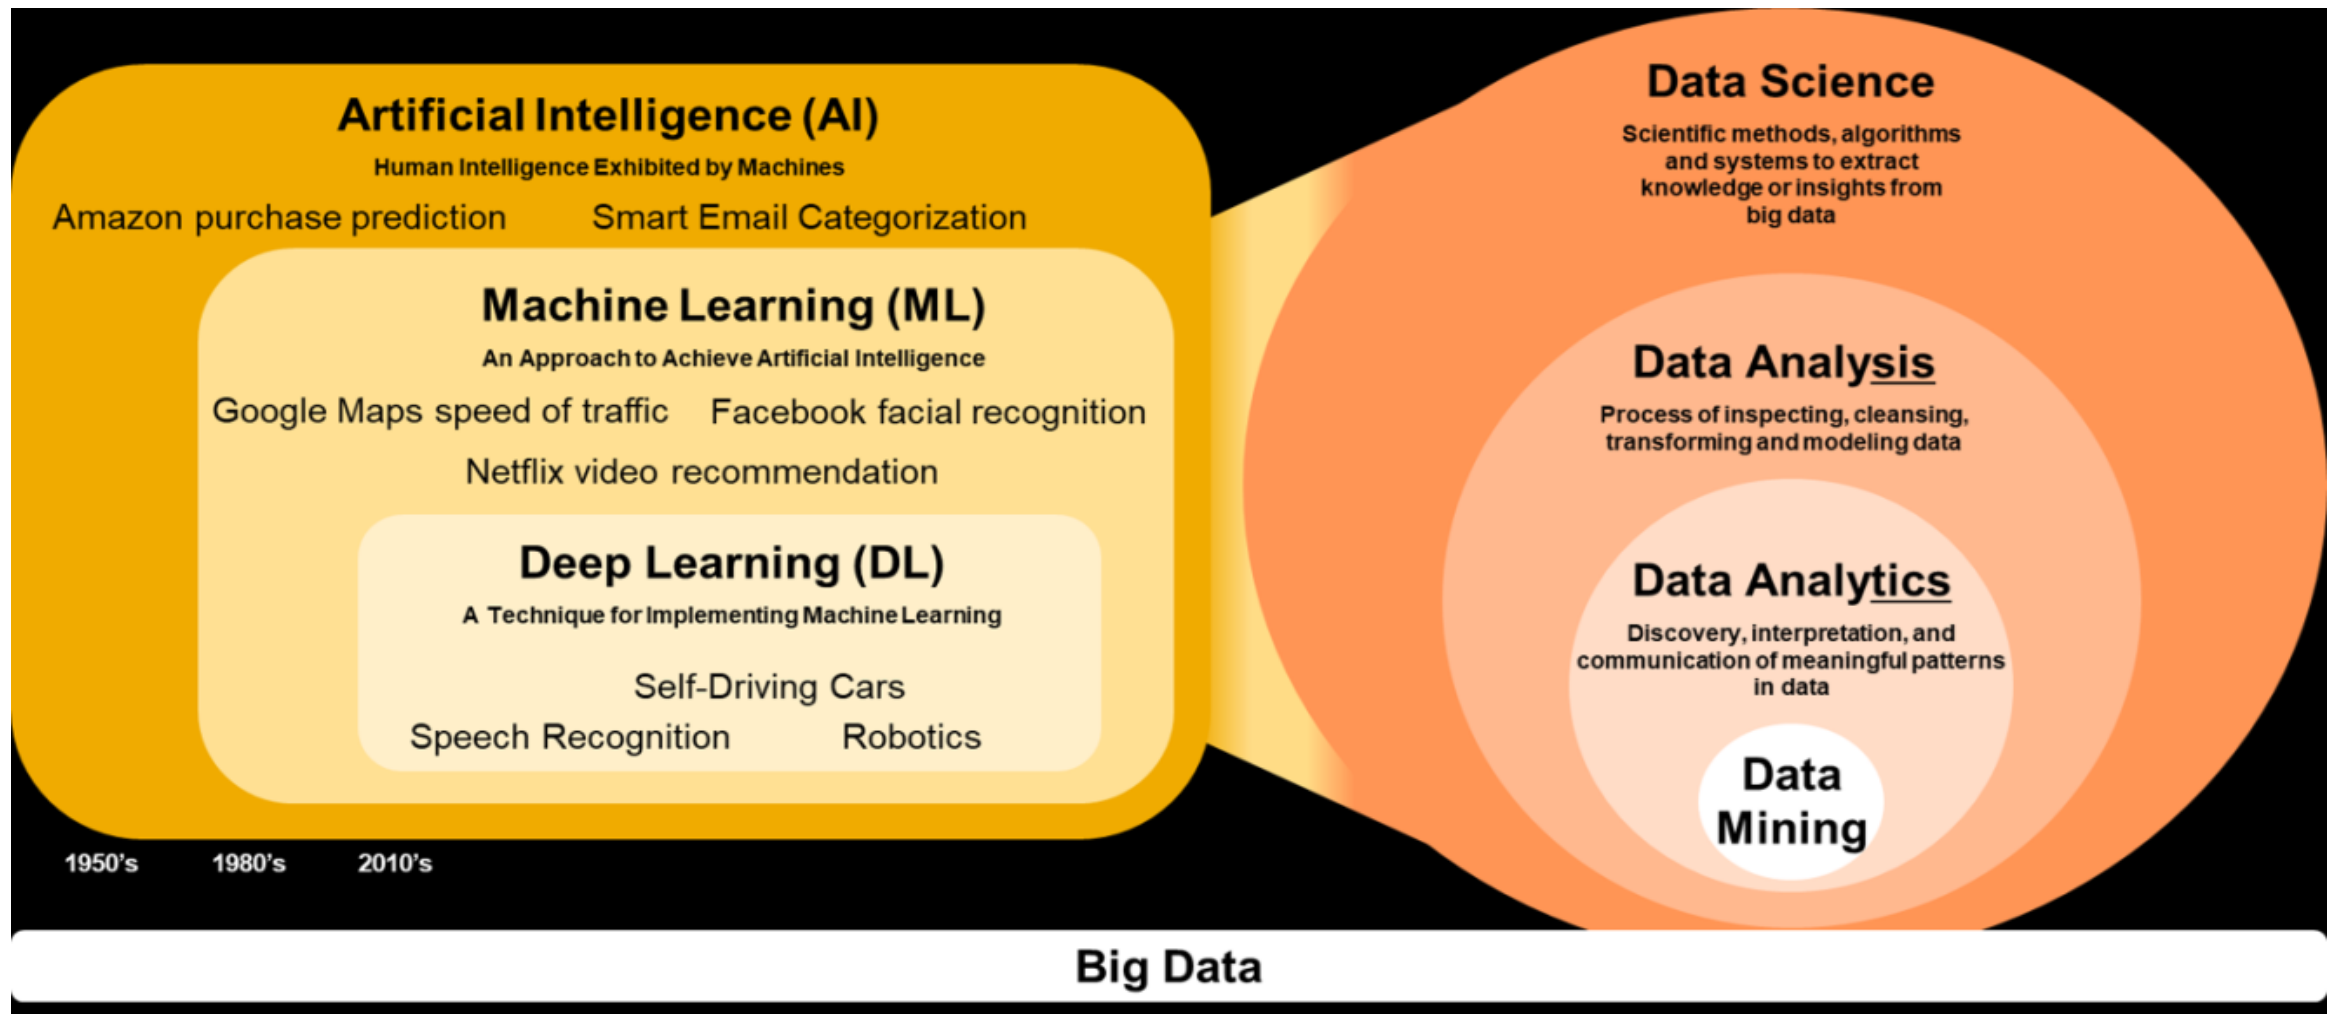 Artificial Intelligence (AI)
Human Intelligence Exhibited by Machines
Amazon purchase prediction
Smart Email Categorization
Machine Learning (ML)
An Approach to Achieve Artificial Intelligence
Google Maps speed of traffic
Facebook facial recognition
Netflix video recommendation
Deep Learning (DL)
A Technique for Implementing Machine Learning
Self-Driving Cars
Speech Recognition
Robotics
1950’s
1980’s
2010’s
Data Science
Scientific methods, algorithms
and systems to extract
knowledge or insights from
big data
Data Analysis
Process of inspecting, cleansing,
transforming and modeling data
Data Analytics
Discovery, interpretation, and
communication of meaningful patterns
in data
Data
Mining
Big Data